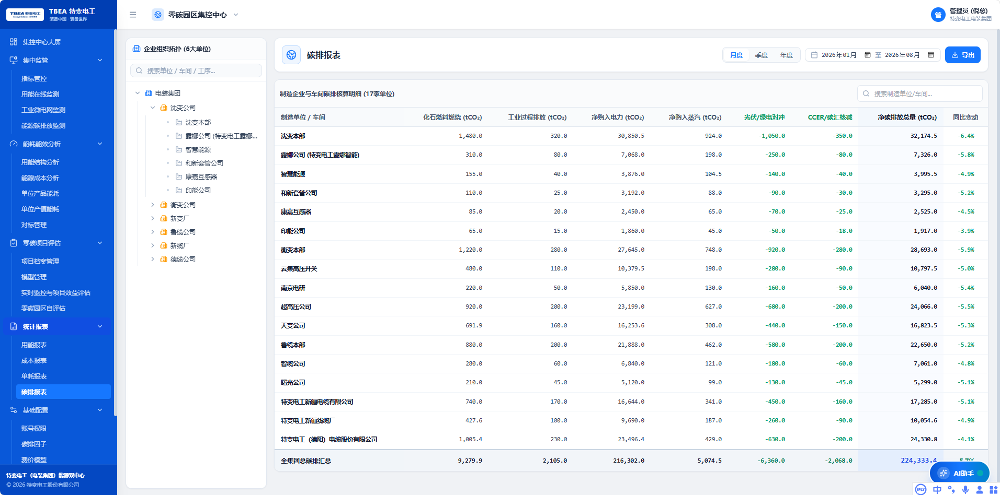 TBEA 特变电工
Always Reliable 永远可靠
TBEA 特变电工
装备中国 · 装备世界
集控中心大屏
集中监管
指标管控
用能在线监测
工业微电网监测
能源碳排放监测
能耗能效分析
用能结构分析
能源成本分析
单位产品能耗
单位产值能耗
对标管理
零碳项目评估
项目档案管理
模型管理
实时监控与项目效益评估
零碳园区自评估
统计报表
用能报表
成本报表
单耗报表
碳排报表
基础配置
账号权限
碳排因子
费价模型
特变电工（电装集团）能源双中心
© 2026 特变电工股份有限公司
零碳园区集控中心
管
管理员 (倪总)
特变电工电装集团
企业组织拓扑 (6大单位)
搜索单位 / 车间 / 工序...
电装集团
沈变公司
沈变本部
露娜公司 (特变电工露娜...
智慧能源
和新套管公司
康嘉互感器
印能公司
衡变公司
新变厂
鲁缆公司
新缆厂
德缆公司
碳排报表
月度 季度 年度
2026年01月 至 2026年08月
导出
制造企业与车间碳排核算明细 (17家单位)
搜索制造单位/车间...
制造单位 / 车间 化石燃料燃烧 (tCO₂) 工业过程排放 (tCO₂) 净购入电力 (tCO₂) 净购入蒸汽 (tCO₂) 光伏/绿电对冲 CCER/碳汇核减 净碳排放总量 (tCO₂) 同比变动
沈变本部 1,480.0 320.0 30,850.5 924.0 -1,050.0 -350.0 32,174.5 -6.4%
露娜公司 (特变电工露娜智能) 310.0 80.0 7,068.0 198.0 -250.0 -80.0 7,326.0 -5.8%
智慧能源 155.0 40.0 3,876.0 104.5 -140.0 -40.0 3,995.5 -4.9%
和新套管公司 110.0 25.0 3,192.0 88.0 -90.0 -30.0 3,295.0 -5.2%
康嘉互感器 85.0 20.0 2,450.0 65.0 -70.0 -25.0 2,525.0 -4.5%
印能公司 65.0 15.0 1,860.0 45.0 -50.0 -18.0 1,917.0 -3.9%
衡变本部 1,220.0 280.0 27,645.0 748.0 -920.0 -280.0 28,693.0 -5.9%
云集高压开关 480.0 110.0 10,379.5 198.0 -280.0 -90.0 10,797.5 -5.0%
南京电研 220.0 50.0 5,850.0 130.0 -160.0 -50.0 6,040.0 -5.4%
超高压公司 920.0 200.0 23,199.0 627.0 -680.0 -200.0 24,066.0 -5.5%
天变公司 691.9 160.0 16,253.6 308.0 -440.0 -150.0 16,823.5 -5.3%
鲁缆本部 880.0 200.0 21,888.0 462.0 -580.0 -200.0 22,650.0 -5.2%
智缆公司 280.0 60.0 6,840.0 121.0 -180.0 -60.0 7,061.0 -4.8%
曙光公司 210.0 45.0 5,120.0 99.0 -130.0 -45.0 5,299.0 -5.1%
特变电工新疆电缆有限公司 740.0 170.0 16,644.0 341.0 -450.0 -160.0 17,285.0 -5.1%
特变电工新疆线缆厂 427.6 100.0 9,690.0 187.0 -260.0 -90.0 10,054.6 -4.9%
特变电工（德阳）电缆股份有限公司 1,005.4 230.0 23,496.4 429.0 -630.0 -200.0 24,330.8 -4.1%
全集团总碳排汇总 9,279.9 2,105.0 216,302.0 5,074.5 -6,360.0 -2,068.0 224,333.4 -5.7%
AI助手
iFLY 中